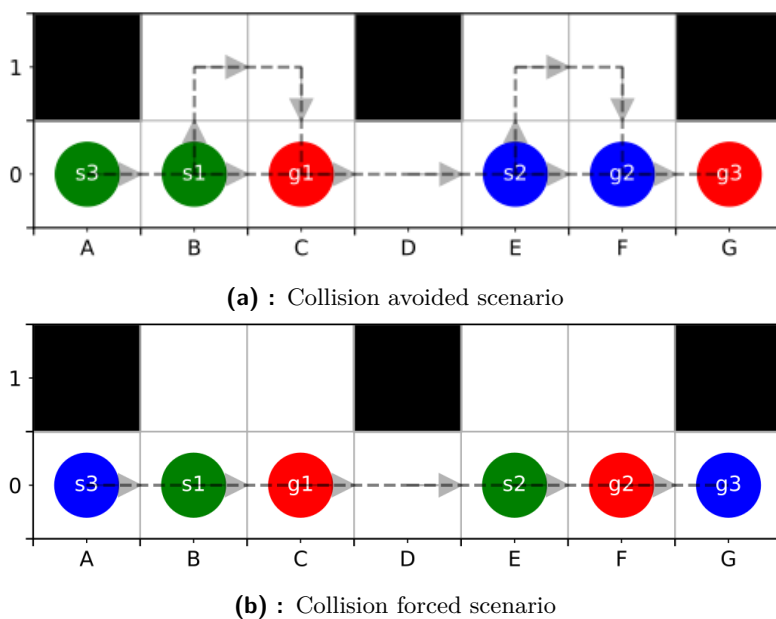 1
0 s3 s1 g1 s2 g2 g3
A B C D E F G
(a) : Collision avoided scenario
1
0 s3 s1 g1 s2 g2 g3
A B C D E F G
(b) : Collision forced scenario